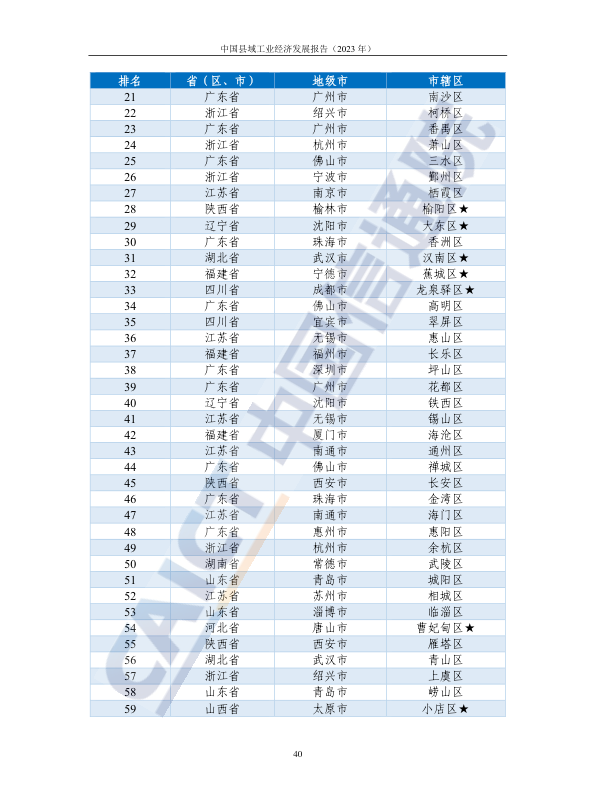 中国县域工业经济发展报告（2023 年）
排名 省（区、市） 地级市 市辖区
21 广东省 广州市 南沙区
22 浙江省 绍兴市 柯桥区
23 广东省 广州市 番禺区
24 浙江省 杭州市 萧山区
25 广东省 佛山市 三水区
26 浙江省 宁波市 鄞州区
27 江苏省 南京市 栖霞区
28 陕西省 榆林市 榆阳区★
29 辽宁省 沈阳市 大东区★
30 广东省 珠海市 香洲区
31 湖北省 武汉市 汉南区★
32 福建省 宁德市 蕉城区★
33 四川省 成都市 龙泉驿区★
34 广东省 佛山市 高明区
35 四川省 宜宾市 翠屏区
36 江苏省 无锡市 惠山区
37 福建省 福州市 长乐区
38 广东省 深圳市 坪山区
39 广东省 广州市 花都区
40 辽宁省 沈阳市 铁西区
41 江苏省 无锡市 锡山区
42 福建省 厦门市 海沧区
43 江苏省 南通市 通州区
44 广东省 佛山市 禅城区
45 陕西省 西安市 长安区
46 广东省 珠海市 金湾区
47 江苏省 南通市 海门区
48 广东省 惠州市 惠阳区
49 浙江省 杭州市 余杭区
50 湖南省 常德市 武陵区
51 山东省 青岛市 城阳区
52 江苏省 苏州市 相城区
53 山东省 淄博市 临淄区
54 河北省 唐山市 曹妃甸区★
55 陕西省 西安市 雁塔区
56 湖北省 武汉市 青山区
57 浙江省 绍兴市 上虞区
58 山东省 青岛市 崂山区
59 山西省 太原市 小店区★
CAICT 中国信通院
40